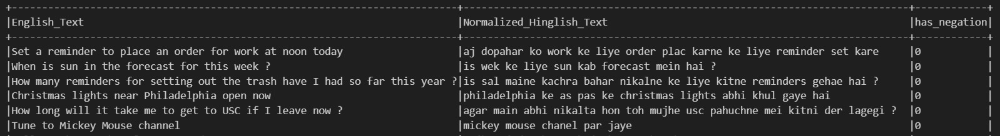 |English_Text |Normalized_Hinglish_Text |has_negation|
|Set a reminder to place an order for work at noon today |aj dopahar ko work ke liye order plac karne ke liye reminder set kare |0 |
|When is sun in the forecast for this week ? |is wek ke liye sun kab forecast mein hai ? |0 |
|How many reminders for setting out the trash have I had so far this year ?|is sal maine kachra bahar nikalne ke liye kitne reminders gehae hai ? |0 |
|Christmas lights near Philadelphia open now |philadelphia ke as pas ke christmas lights abhi khul gaye hai |0 |
|How long will it take me to get to USC if I leave now ? |agar main abhi nikalta hon toh mujhe usc pahuchne mei kitni der lagegi ? |0 |
|Tune to Mickey Mouse channel |mickey mouse chanel par jaye |0 |